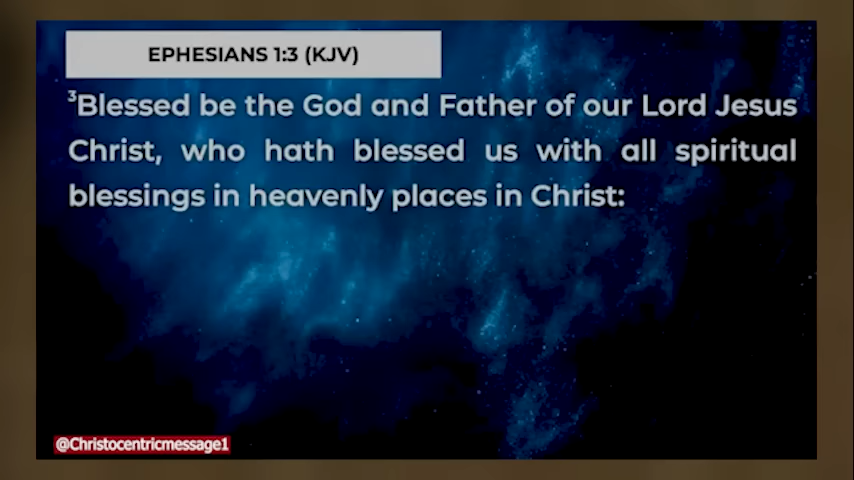 EPHESIANS 1:3 (KJV)
³Blessed be the God and Father of our Lord Jesus
Christ, who hath blessed us with all spiritual
blessings in heavenly places in Christ:
@Christocentricmessage1